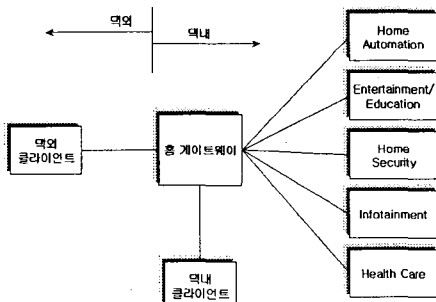 댁외
댁내
Home
Automation
Entertainment/
Education
댁외
클라이언트
홈 게이트웨이
Home
Security
Infotainment
댁내
클라이언트
Health Care